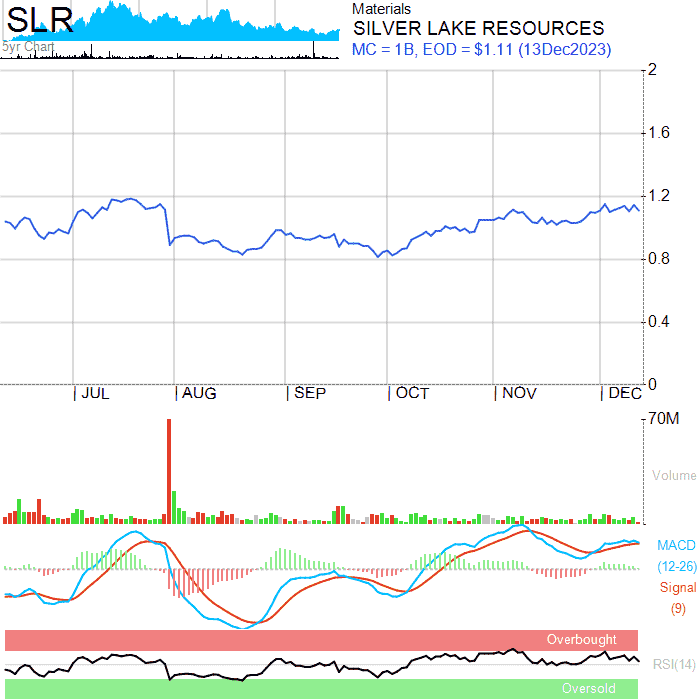 SLR
5yr Chart
Materials
SILVER LAKE RESOURCES
MC = 1B, EOD = $1.11 (13Dec2023)
2
1.6
1.2
0.8
0.4
0
JUL AUG SEP OCT NOV DEC
70M
Volume
MACD
(12-26)
Signal
(9)
Overbought
RSI(14)
Oversold